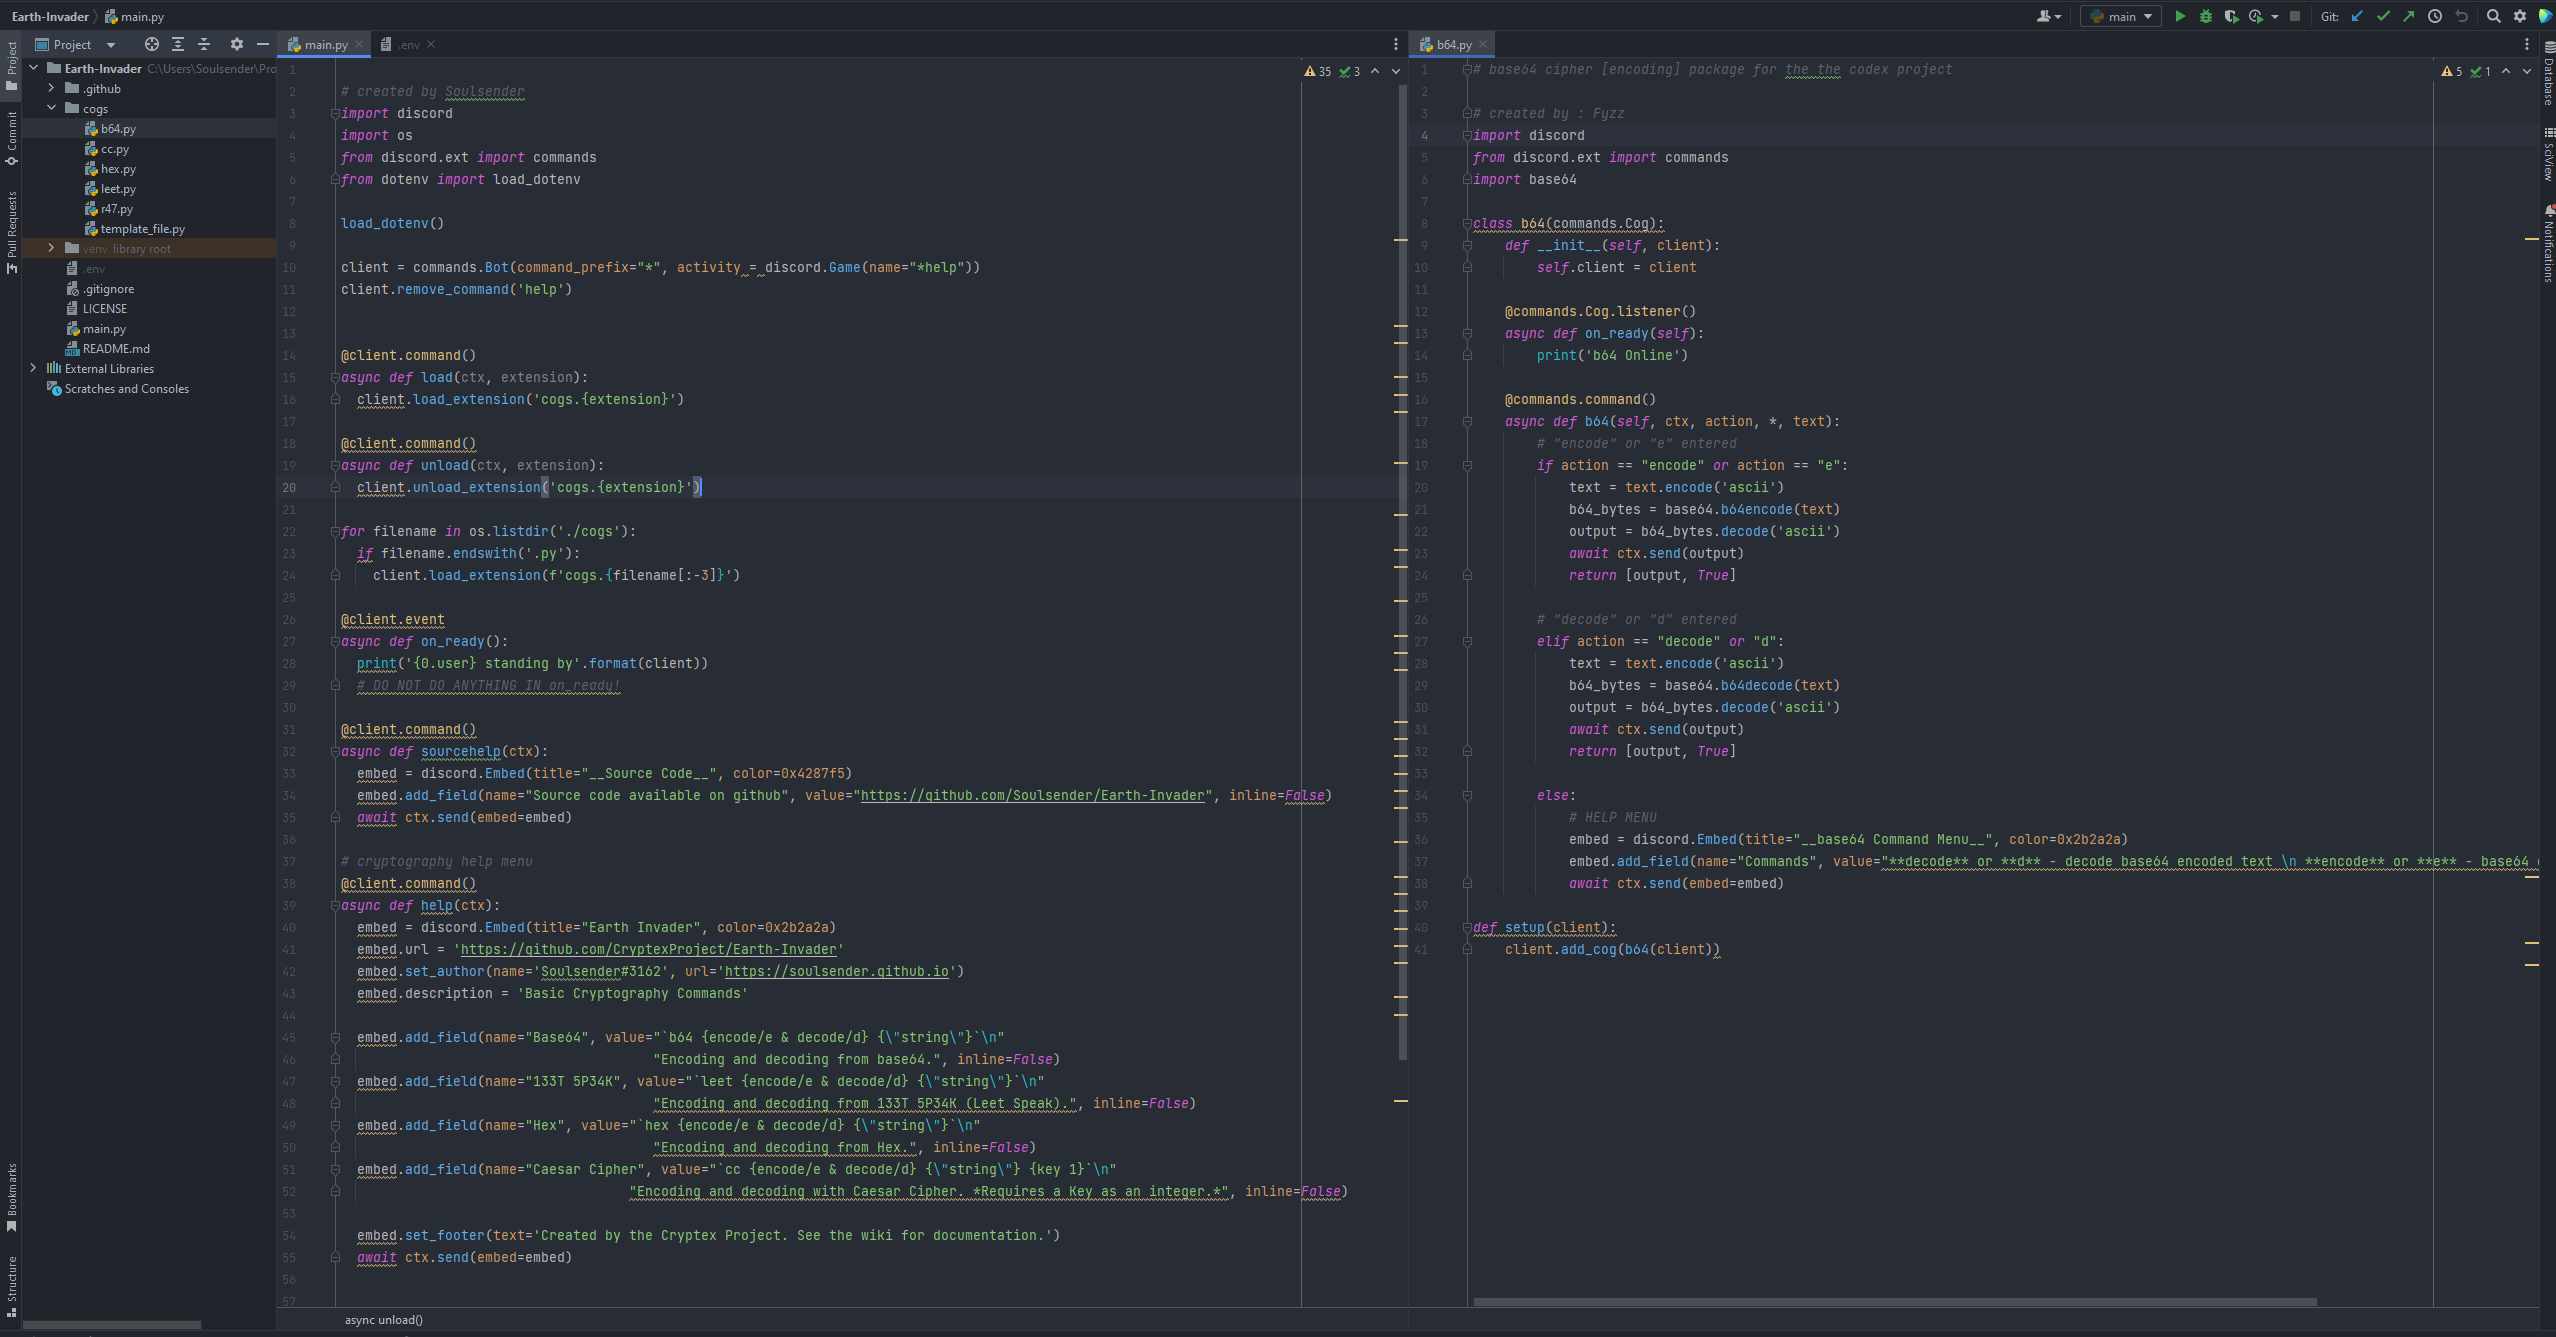 Earth-Invader
main.py
main
Git:
Project
main.py
.env
b64.py
Project
Commit
Pull Requests
Bookmarks
Structure
Earth-Invader C:\Users\Soulsender\Pro
.github
cogs
b64.py
cc.py
hex.py
leet.py
r47.py
template_file.py
venv library root
.env
.gitignore
LICENSE
main.py
README.md
External Libraries
Scratches and Consoles
35 3
1
2 # created by Soulsender
3 import discord
4 import os
5 from discord.ext import commands
6 from dotenv import load_dotenv
7
8 load_dotenv()
9
10 client = commands.Bot(command_prefix="*", activity = discord.Game(name="*help"))
11 client.remove_command('help')
12
13
14 @client.command()
15 async def load(ctx, extension):
16 client.load_extension('cogs.{extension}')
17
18 @client.command()
19 async def unload(ctx, extension):
20 client.unload_extension('cogs.{extension}')
21
22 for filename in os.listdir('./cogs'):
23 if filename.endswith('.py'):
24 client.load_extension(f'cogs.{filename[:-3]}')
25
26 @client.event
27 async def on_ready():
28 print('{0.user} standing by'.format(client))
29 # DO NOT DO ANYTHING IN on_ready!
30
31 @client.command()
32 async def sourcehelp(ctx):
33 embed = discord.Embed(title="__Source Code__", color=0x4287f5)
34 embed.add_field(name="Source code available on github", value="https://github.com/Soulsender/Earth-Invader", inline=False)
35 await ctx.send(embed=embed)
36
37 # cryptography help menu
38 @client.command()
39 async def help(ctx):
40 embed = discord.Embed(title="Earth Invader", color=0x2b2a2a)
41 embed.url = 'https://github.com/CryptexProject/Earth-Invader'
42 embed.set_author(name='Soulsender#3162', url='https://soulsender.github.io')
43 embed.description = 'Basic Cryptography Commands'
44
45 embed.add_field(name="Base64", value="`b64 {encode/e & decode/d} {\"string\"}`\n"
46 "Encoding and decoding from base64.", inline=False)
47 embed.add_field(name="133T 5P34K", value="`leet {encode/e & decode/d} {\"string\"}`\n"
48 "Encoding and decoding from 133T 5P34K (Leet Speak).", inline=False)
49 embed.add_field(name="Hex", value="`hex {encode/e & decode/d} {\"string\"}`\n"
50 "Encoding and decoding from Hex.", inline=False)
51 embed.add_field(name="Caesar Cipher", value="`cc {encode/e & decode/d} {\"string\"} {key 1}`\n"
52 "Encoding and decoding with Caesar Cipher. *Requires a Key as an integer.*", inline=False)
53
54 embed.set_footer(text='Created by the Cryptex Project. See the wiki for documentation.')
55 await ctx.send(embed=embed)
56
57
async unload()
5 1
1 # base64 cipher [encoding] package for the the codex project
2
3 # created by : Fyzz
4 import discord
5 from discord.ext import commands
6 import base64
7
8 class b64(commands.Cog):
9 def __init__(self, client):
10 self.client = client
11
12 @commands.Cog.listener()
13 async def on_ready(self):
14 print('b64 Online')
15
16 @commands.command()
17 async def b64(self, ctx, action, *, text):
18 # "encode" or "e" entered
19 if action == "encode" or action == "e":
20 text = text.encode('ascii')
21 b64_bytes = base64.b64encode(text)
22 output = b64_bytes.decode('ascii')
23 await ctx.send(output)
24 return [output, True]
25
26 # "decode" or "d" entered
27 elif action == "decode" or "d":
28 text = text.encode('ascii')
29 b64_bytes = base64.b64decode(text)
30 output = b64_bytes.decode('ascii')
31 await ctx.send(output)
32 return [output, True]
33
34 else:
35 # HELP MENU
36 embed = discord.Embed(title="__base64 Command Menu__", color=0x2b2a2a)
37 embed.add_field(name="Commands", value="**decode** or **d** - decode base64 encoded text \n **encode** or **e** - base64
38 await ctx.send(embed=embed)
39
40 def setup(client):
41 client.add_cog(b64(client))
Database
SciView
Notifications